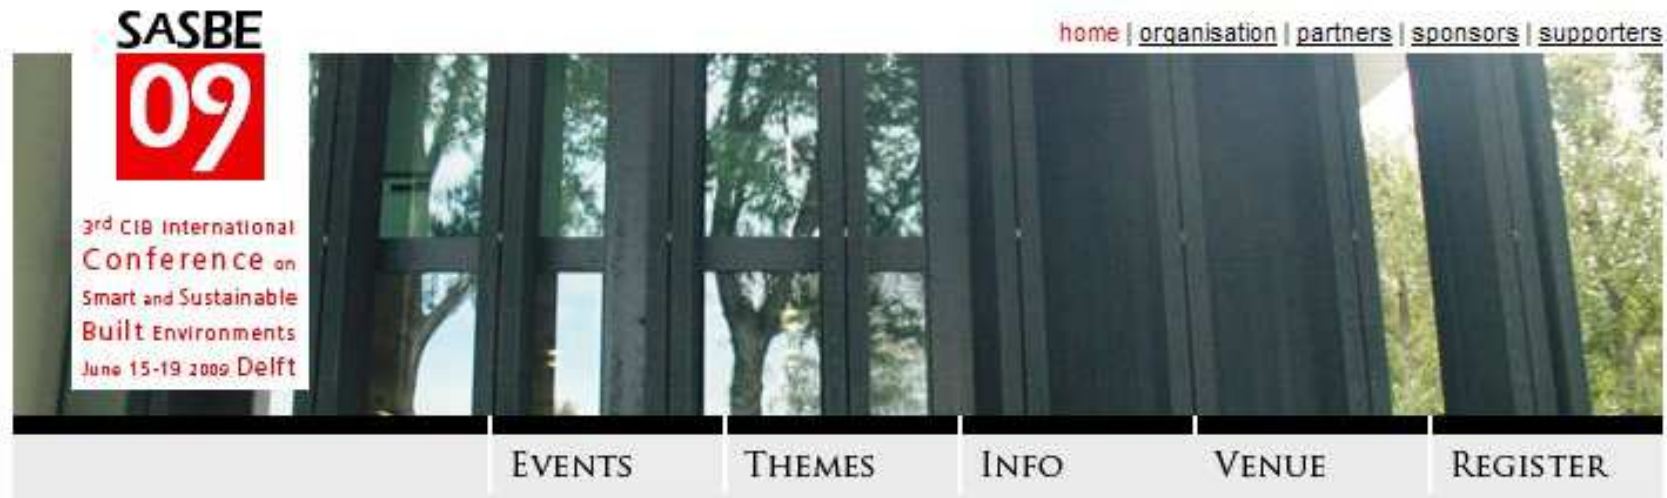 SASBE
09
home | organisation | partners | sponsors | supporters
3rd CIB International
Conference on
Smart and Sustainable
Built Environments
June 15-19 2009 Delft
EVENTS THEMES INFO VENUE REGISTER